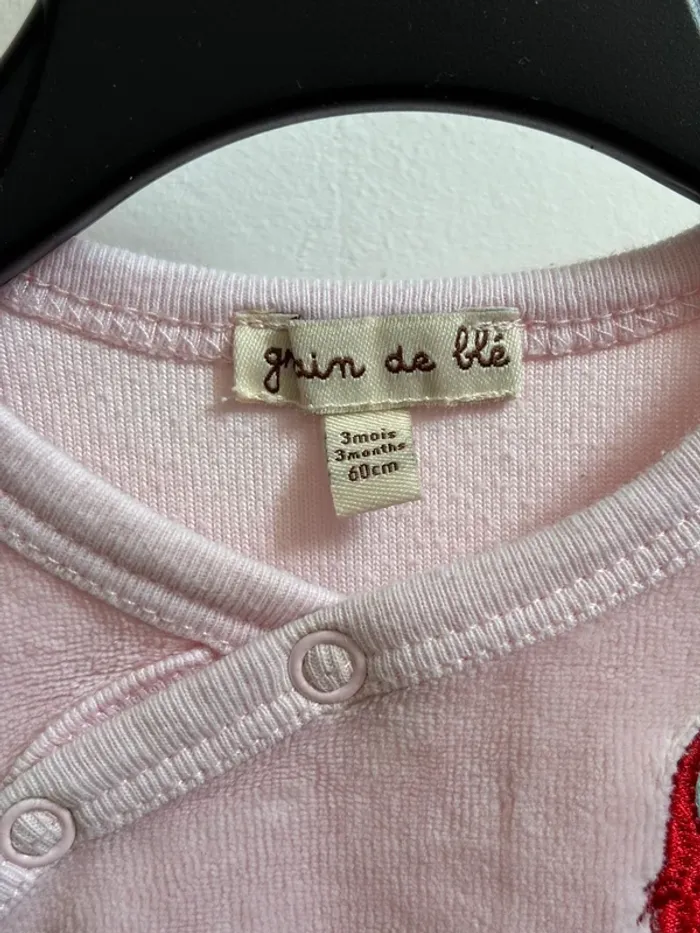 grain de blé
3mois
3months
60cm